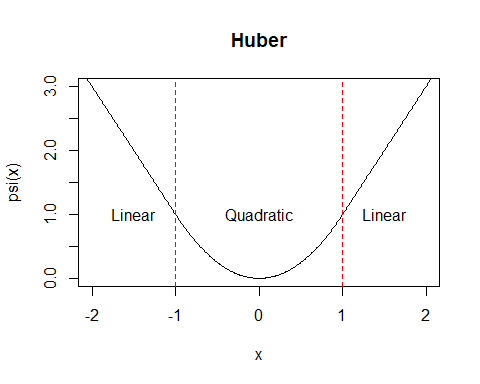 Huber
psi(x)
3.0
2.0
1.0
0.0
Linear Quadratic Linear
-2 -1 0 1 2
x